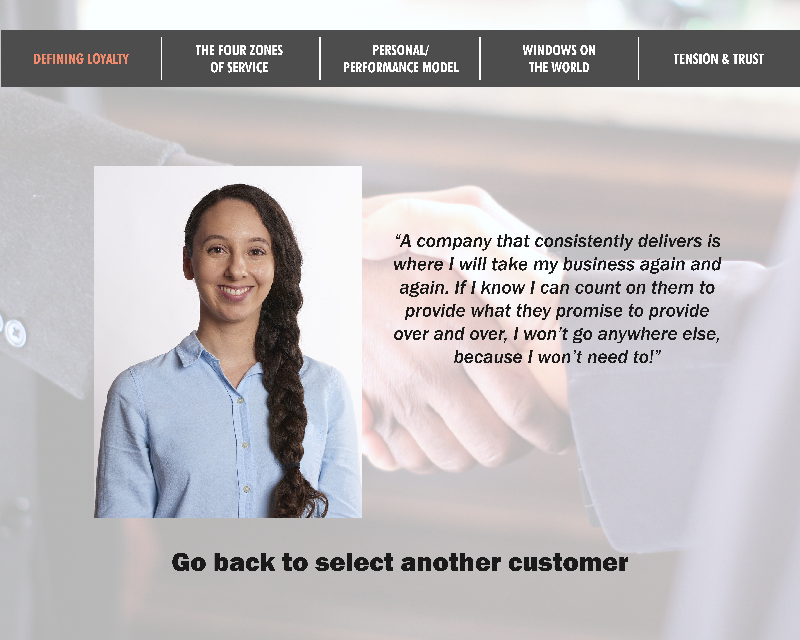 DEFINING LOYALTY
THE FOUR ZONES
OF SERVICE
PERSONAL/
PERFORMANCE MODEL
WINDOWS ON
THE WORLD
TENSION & TRUST
“A company that consistently delivers is
where I will take my business again and
again. If I know I can count on them to
provide what they promise to provide
over and over, I won’t go anywhere else,
because I won’t need to!”
Go back to select another customer